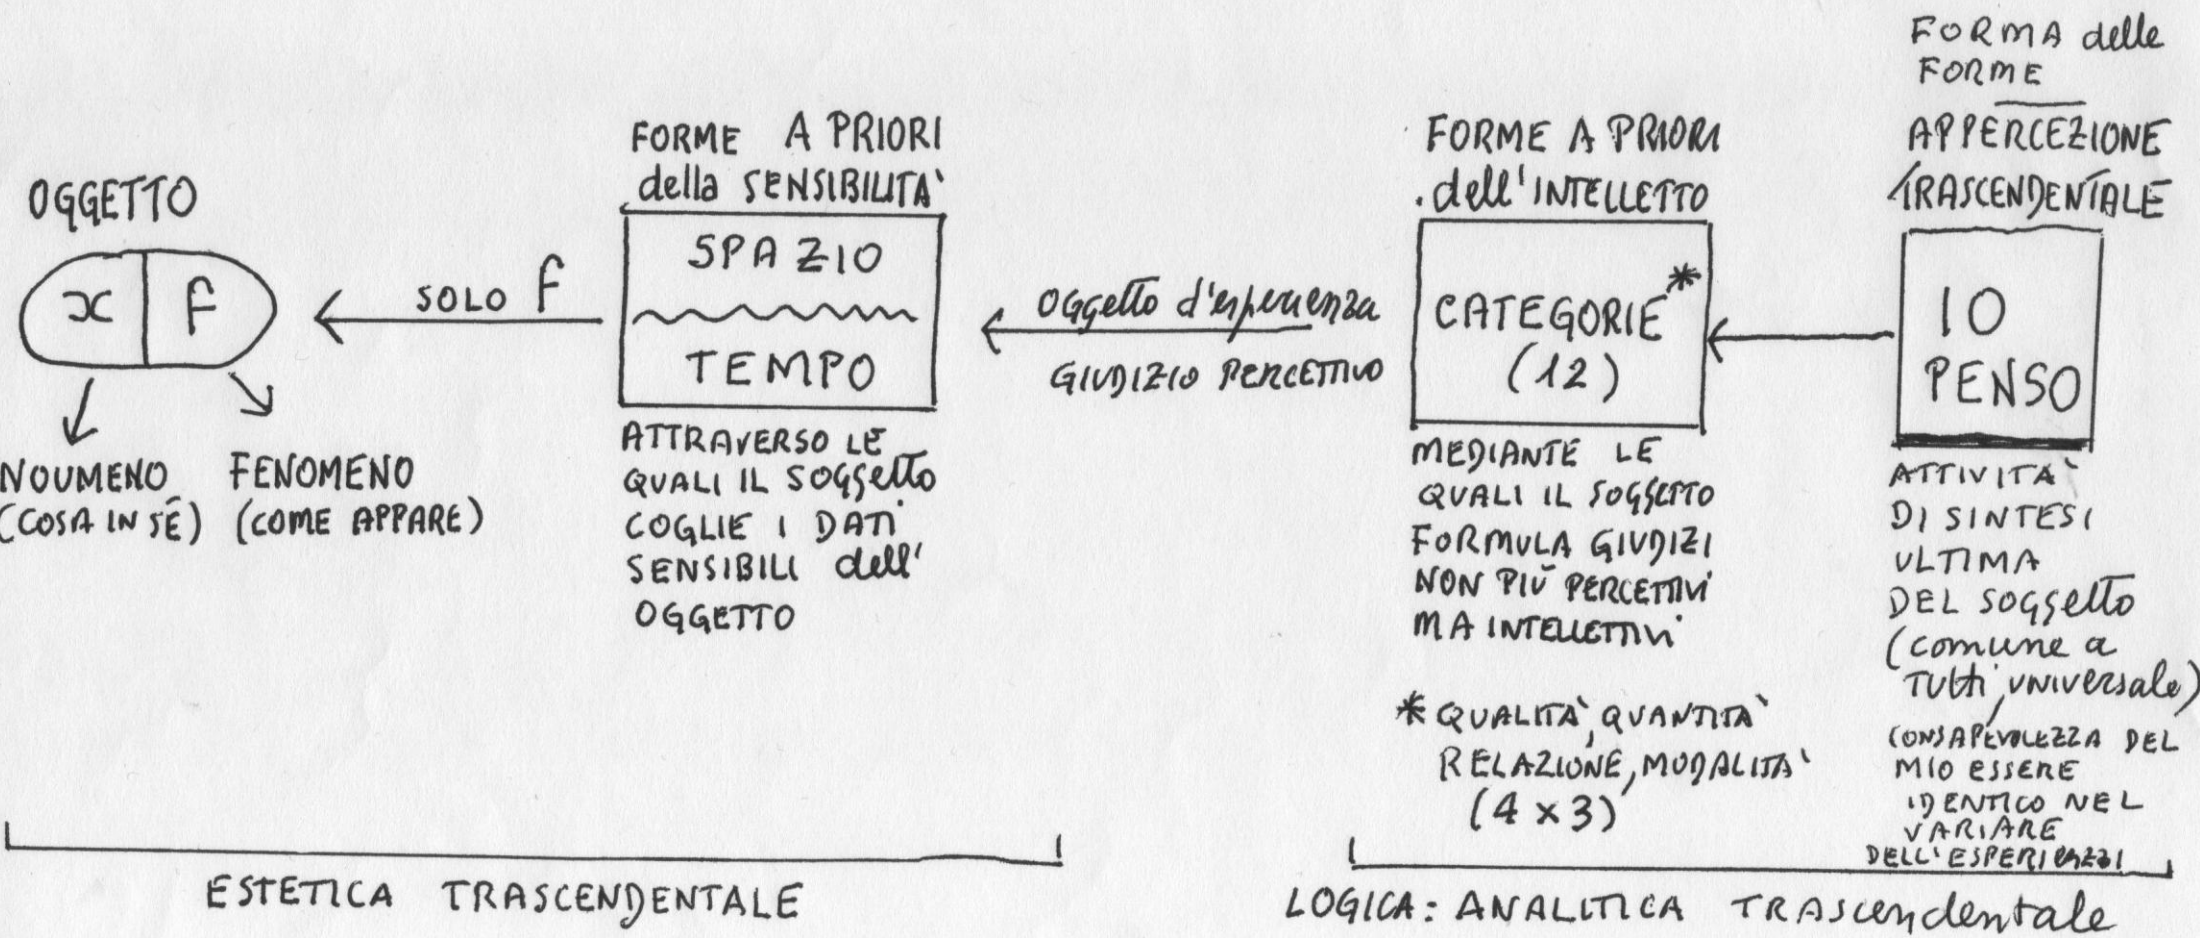 OGGETTO
x F
NOUMENO
(COSA IN SÉ)
FENOMENO
(COME APPARE)
SOLO F
FORME A PRIORI
della SENSIBILITA'
SPAZIO
TEMPO
ATTRAVERSO LE
QUALI IL SOGGETTO
COGLIE I DATI
SENSIBILI dell'
OGGETTO
OGGETTO d'esperienza
GIUDIZIO PERCETTIVO
FORME A PRIORI
dell'INTELLETTO
CATEGORIE*
(12)
MEDIANTE LE
QUALI IL SOGGETTO
FORMULA GIUDIZI
NON PIÙ PERCETTIVI
MA INTELLETTIVI
* QUALITA', QUANTITA'
RELAZIONE, MODALITA'
(4 x 3)
FORMA delle
FORME
APPERCEZIONE
TRASCENDENTALE
IO
PENSO
ATTIVITA'
DI SINTESI
ULTIMA
DEL SOGGETTO
(comune a
TUTTI, UNIVERSALE)
CONSAPEVOLEZZA DEL
MIO ESSERE
IDENTICO NEL
VARIARE
DELL'ESPERI
ESTETICA TRASCENDENTALE
LOGICA: ANALITICA TRASCENDENTALE